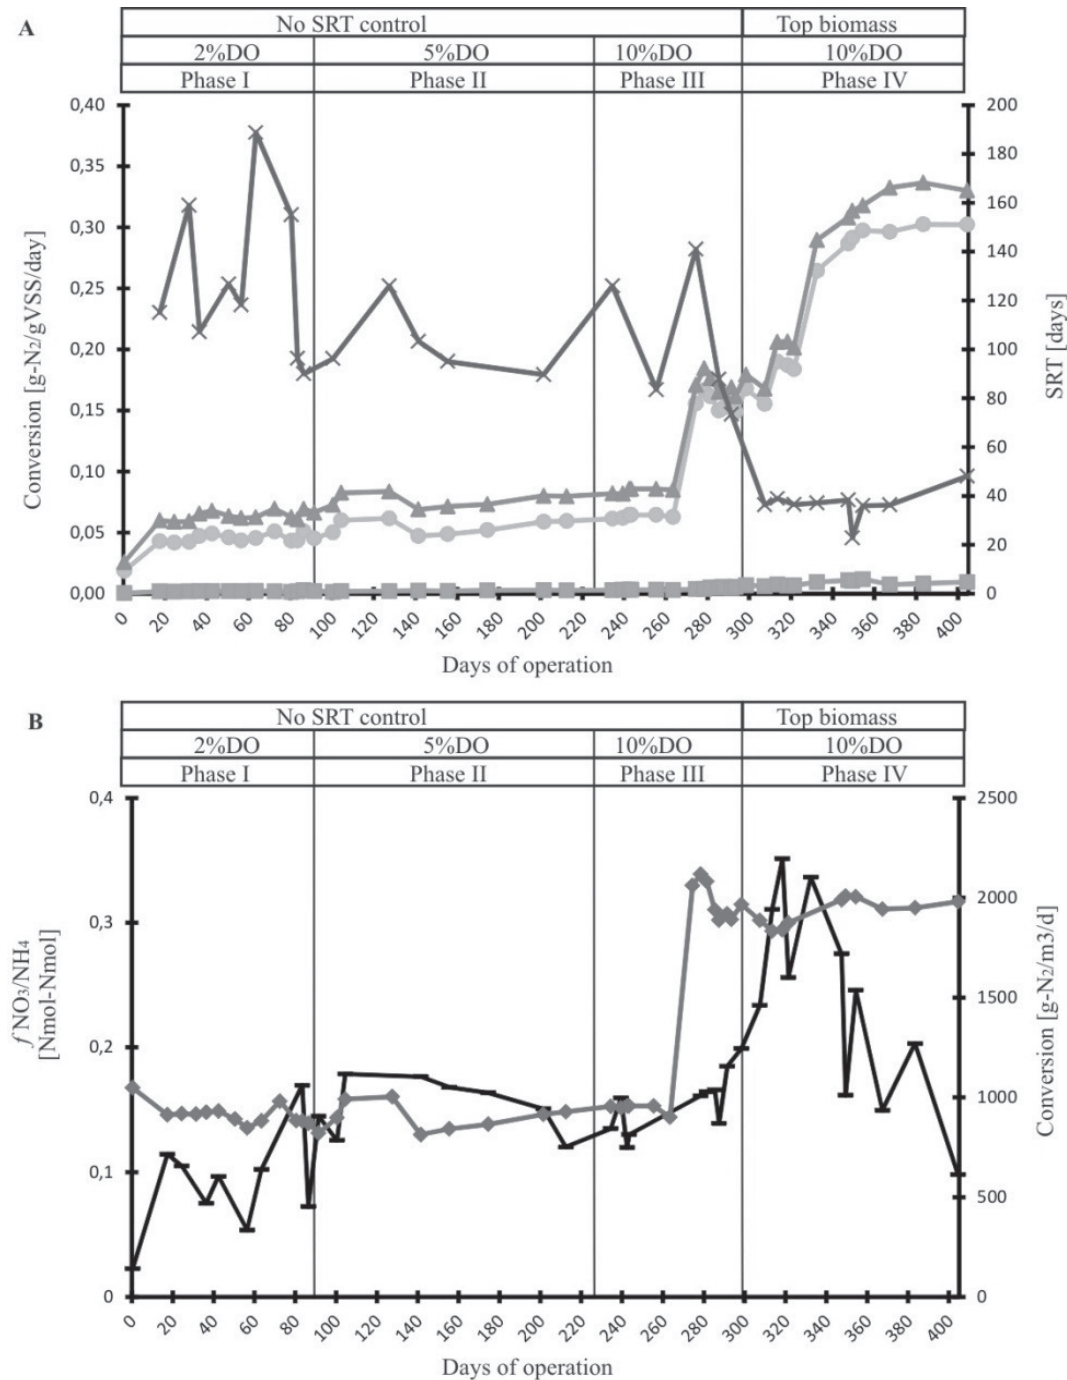 A
No SRT control Top biomass
2%DO 5%DO 10%DO 10%DO
Phase I Phase II Phase III Phase IV
0,40 200
0,35 180
0,30 160
0,25 140
0,20 120
0,15 100
0,10 80
0,05 60
0,00 40
20
0
Conversion [g-N₂/gVSS/day]
SRT [days]
0 20 40 60 80 100 120 140 160 180 200 220 240 260 280 300 320 340 360 380 400
Days of operation
B
No SRT control Top biomass
2%DO 5%DO 10%DO 10%DO
Phase I Phase II Phase III Phase IV
0,4 2500
0,3 2000
0,2 1500
0,1 1000
0 500
0
fNO₃/NH₄
[Nmol-Nmol]
Conversion [g-N₂/m3/d]
0 20 40 60 80 100 120 140 160 180 200 220 240 260 280 300 320 340 360 380 400
Days of operation